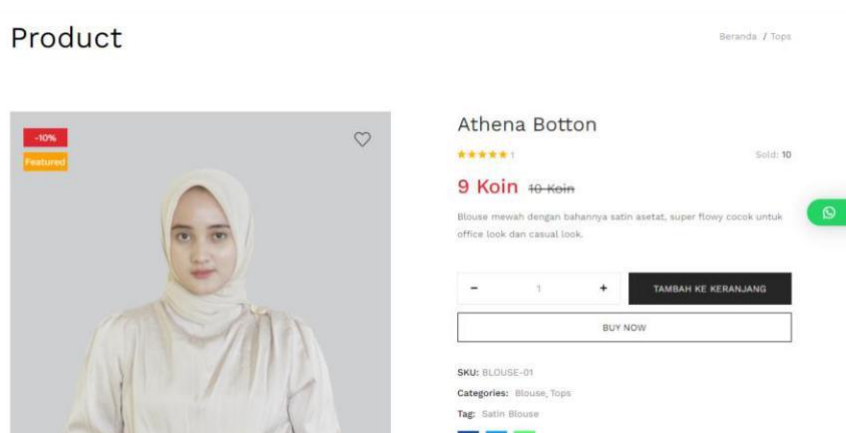 Product
Beranda / Tops
-10%
Featured
Athena Botton
1
Sold: 10
9 Koin 10 Koin
Blouse mewah dengan bahannya satin asetat, super flowy cocok untuk
office look dan casual look.
- 1 +
TAMBAH KE KERANJANG
BUY NOW
SKU: BLOUSE-01
Categories: Blouse, Tops
Tag: Satin Blouse